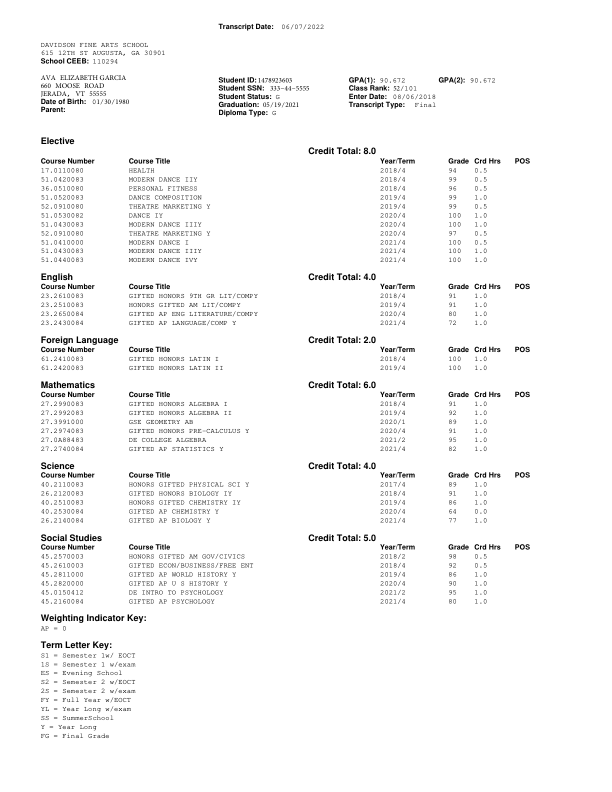 Transcript Date: 06/07/2022
DAVIDSON FINE ARTS SCHOOL
615 12TH ST AUGUSTA, GA 30901
School CEEB: 110294
AVA ELIZABETH GARCIA
660 MOOSE ROAD
JERADA, VT 55555
Date of Birth: 01/30/1980
Parent:
Student ID: 1478923603 GPA(1): 90.672 GPA(2): 90.672
Student SSN: 333-44-5555 Class Rank: 52/101
Student Status: G Enter Date: 08/06/2018
Graduation: 05/19/2021 Transcript Type: Final
Diploma Type: G
Elective
Credit Total: 8.0
Course Number Course Title Year/Term Grade Crd Hrs POS
17.0110080 HEALTH 2018/4 94 0.5
51.0420083 MODERN DANCE IIY 2018/4 99 0.5
36.0510080 PERSONAL FITNESS 2018/4 96 0.5
51.0520083 DANCE COMPOSITION 2019/4 99 1.0
52.0910080 THEATRE MARKETING Y 2019/4 99 0.5
51.0530082 DANCE IY 2020/4 100 1.0
51.0430083 MODERN DANCE IIIY 2020/4 100 1.0
52.0910080 THEATRE MARKETING Y 2020/4 97 0.5
51.0410000 MODERN DANCE I 2021/4 100 0.5
51.0430083 MODERN DANCE IIIY 2021/4 100 1.0
51.0440083 MODERN DANCE IVY 2021/4 100 1.0
English Credit Total: 4.0
Course Number Course Title Year/Term Grade Crd Hrs POS
23.2610083 GIFTED HONORS 9TH GR LIT/COMPY 2018/4 91 1.0
23.2510083 HONORS GIFTED AM LIT/COMPY 2019/4 91 1.0
23.2650084 GIFTED AP ENG LITERATURE/COMPY 2020/4 80 1.0
23.2430084 GIFTED AP LANGUAGE/COMP Y 2021/4 72 1.0
Foreign Language Credit Total: 2.0
Course Number Course Title Year/Term Grade Crd Hrs POS
61.2410083 GIFTED HONORS LATIN I 2018/4 100 1.0
61.2420083 GIFTED HONORS LATIN II 2019/4 100 1.0
Mathematics Credit Total: 6.0
Course Number Course Title Year/Term Grade Crd Hrs POS
27.2990083 GIFTED HONORS ALGEBRA I 2018/4 91 1.0
27.2992083 GIFTED HONORS ALGEBRA II 2019/4 92 1.0
27.3991000 GSE GEOMETRY AB 2020/1 89 1.0
27.2974083 GIFTED HONORS PRE-CALCULUS Y 2020/4 91 1.0
27.0A88483 DE COLLEGE ALGEBRA 2021/2 95 1.0
27.2740084 GIFTED AP STATISTICS Y 2021/4 82 1.0
Science Credit Total: 4.0
Course Number Course Title Year/Term Grade Crd Hrs POS
40.2110083 HONORS GIFTED PHYSICAL SCI Y 2017/4 89 1.0
26.2120083 GIFTED HONORS BIOLOGY IY 2018/4 91 1.0
40.2510083 HONORS GIFTED CHEMISTRY IY 2019/4 86 1.0
40.2530084 GIFTED AP CHEMISTRY Y 2020/4 64 0.0
26.2140084 GIFTED AP BIOLOGY Y 2021/4 77 1.0
Social Studies Credit Total: 5.0
Course Number Course Title Year/Term Grade Crd Hrs POS
45.2570003 HONORS GIFTED AM GOV/CIVICS 2018/2 98 0.5
45.2610003 GIFTED ECON/BUSINESS/FREE ENT 2018/4 92 0.5
45.2811000 GIFTED AP WORLD HISTORY Y 2019/4 86 1.0
45.2820000 GIFTED AP U S HISTORY Y 2020/4 90 1.0
45.0150412 DE INTRO TO PSYCHOLOGY 2021/2 95 1.0
45.2160084 GIFTED AP PSYCHOLOGY 2021/4 80 1.0
Weighting Indicator Key:
AP = 0
Term Letter Key:
S1 = Semester 1w/ EOCT
1S = Semester 1 w/exam
ES = Evening School
S2 = Semester 2 w/EOCT
2S = Semester 2 w/exam
FY = Full Year w/EOCT
YL = Year Long w/exam
SS = SummerSchool
Y = Year Long
FG = Final Grade